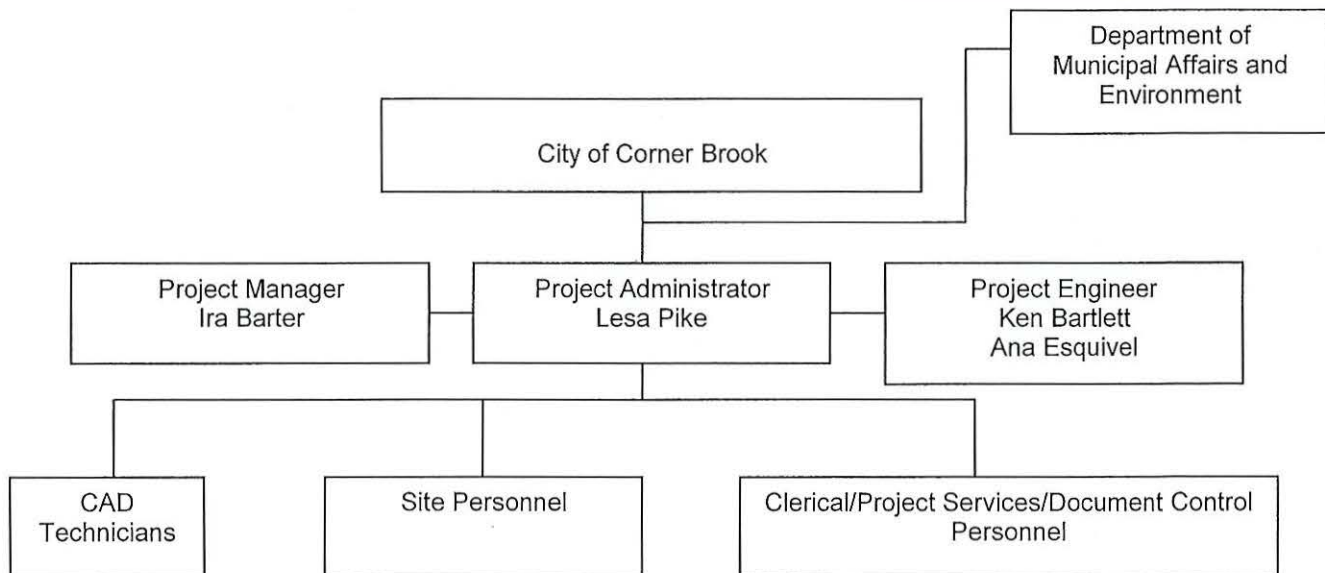 Department of
Municipal Affairs and
Environment
City of Corner Brook
Project Manager
Ira Barter
Project Administrator
Lesa Pike
Project Engineer
Ken Bartlett
Ana Esquivel
CAD
Technicians
Site Personnel
Clerical/Project Services/Document Control
Personnel